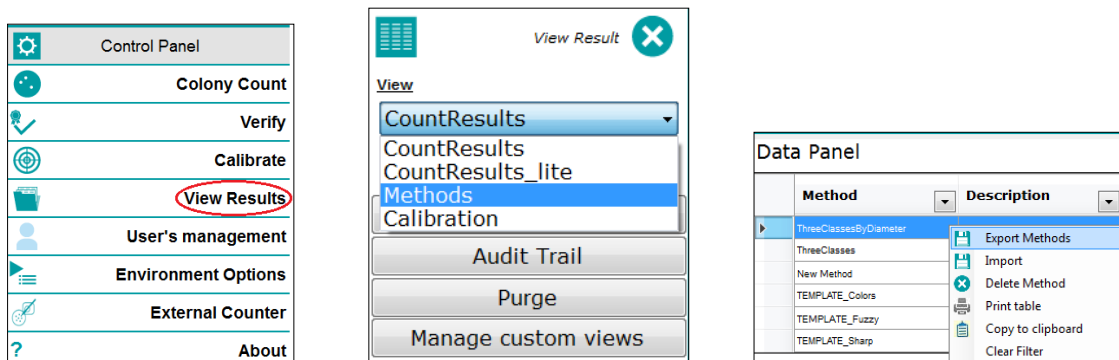 Control Panel
Colony Count
Verify
Calibrate
View Results
User's management
Environment Options
External Counter
? About
View Result
View
CountResults
CountResults
CountResults_lite
Methods
Calibration
Audit Trail
Purge
Manage custom views
Data Panel
Method Description
ThreeClassesByDiameter
ThreeClasses
New Method
TEMPLATE_Colors
TEMPLATE_Fuzzy
TEMPLATE_Sharp
Export Methods
Import
Delete Method
Print table
Copy to clipboard
Clear Filter